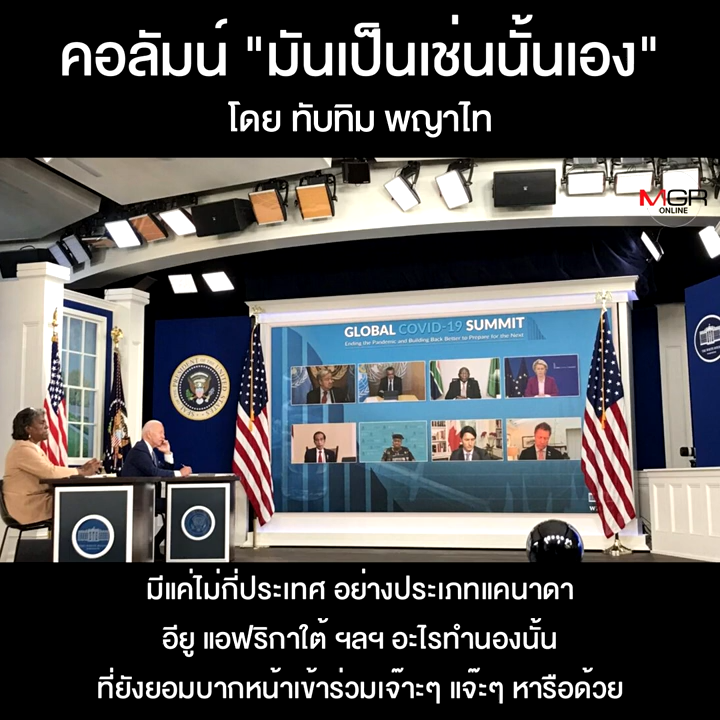 คอลัมน์ "มันเป็นเช่นนั้นเอง"
โดย ทับทิม พญาไท
MGR
ONLINE
GLOBAL COVID-19 SUMMIT
Ending the Pandemic and Building Back Better to Prepare for the Next
มีแค่ไม่กี่ประเทศ อย่างประเภทแคนาดา
อียู แอฟริกาใต้ ฯลฯ อะไรทำนองนั้น
ที่ยังยอมบากหน้าเข้าร่วมเจ๊าะๆ แจ๊ะๆ หารือด้วย